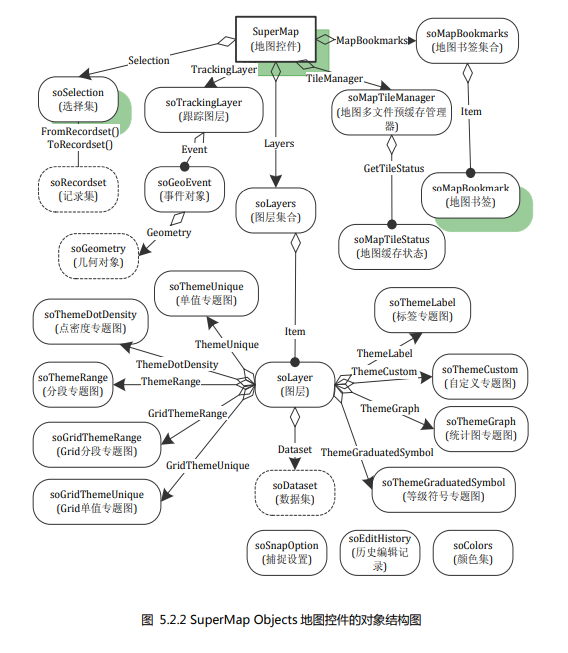 SuperMap
(地图控件)
soMapBookmarks
(地图书签集合)
MapBookmarks
Selection
TrackingLayer
TileManager
soSelection
(选择集)
soTrackingLayer
(跟踪图层)
soMapTileManager
(地图多文件预缓存管理
器)
Item
FromRecordset()
ToRecordset()
Event
Layers
GetTileStatus
soRecordset
(记录集)
soGeoEvent
(事件对象)
soLayers
(图层集合)
soMapBookmark
(地图书签)
Geometry
soGeometry
(几何对象)
soMapTileStatus
(地图缓存状态)
soThemeUnique
(单值专题图)
soThemeLabel
(标签专题图)
soThemeDotDensity
(点密度专题图)
ThemeUnique
Item
ThemeLabel
ThemeDotDensity
ThemeCustom
soThemeRange
(分段专题图)
ThemeRange
soLayer
(图层)
soThemeCustom
(自定义专题图)
GridThemeRange
ThemeGraph
soGridThemeRange
(Grid分段专题图)
soThemeGraph
(统计图专题图)
GridThemeUnique
Dataset
ThemeGraduatedSymbol
soGridThemeUnique
(Grid单值专题图)
soDataset
(数据集)
soThemeGraduatedSymbol
(等级符号专题图)
soSnapOption
(捕捉设置)
soEditHistory
(历史编辑记
录)
soColors
(颜色集)
图 5.2.2 SuperMap Objects 地图控件的对象结构图